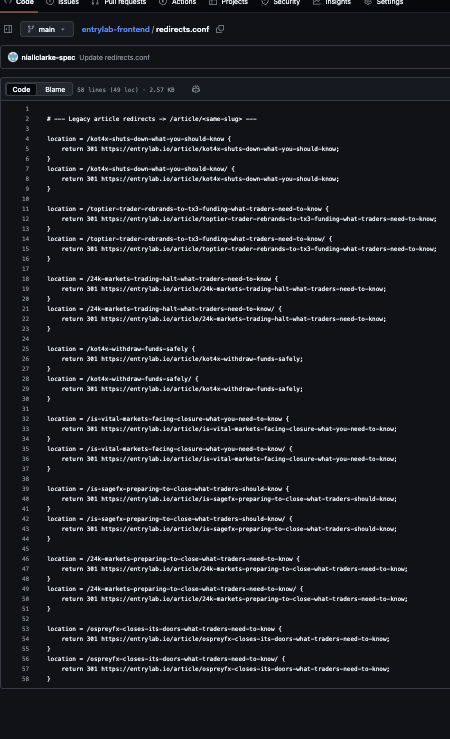 Code Issues Pull requests Actions Projects Security Insights Settings
main entrylab-frontend / redirects.conf
niallclarke-spec Update redirects.conf
Code Blame 58 lines (49 loc) · 2.57 KB
1
2 # === Legacy article redirects -> /article/<same-slug> ===
3
4 location = /kot4x-shuts-down-what-you-should-know {
5 return 301 https://entrylab.io/article/kot4x-shuts-down-what-you-should-know;
6 }
7 location = /kot4x-shuts-down-what-you-should-know/ {
8 return 301 https://entrylab.io/article/kot4x-shuts-down-what-you-should-know;
9 }
10
11 location = /toptier-trader-rebrands-to-tx3-funding-what-traders-need-to-know {
12 return 301 https://entrylab.io/article/toptier-trader-rebrands-to-tx3-funding-what-traders-need-to-know;
13 }
14 location = /toptier-trader-rebrands-to-tx3-funding-what-traders-need-to-know/ {
15 return 301 https://entrylab.io/article/toptier-trader-rebrands-to-tx3-funding-what-traders-need-to-know;
16 }
17
18 location = /24k-markets-trading-halt-what-traders-need-to-know {
19 return 301 https://entrylab.io/article/24k-markets-trading-halt-what-traders-need-to-know;
20 }
21 location = /24k-markets-trading-halt-what-traders-need-to-know/ {
22 return 301 https://entrylab.io/article/24k-markets-trading-halt-what-traders-need-to-know;
23 }
24
25 location = /kot4x-withdraw-funds-safely {
26 return 301 https://entrylab.io/article/kot4x-withdraw-funds-safely;
27 }
28 location = /kot4x-withdraw-funds-safely/ {
29 return 301 https://entrylab.io/article/kot4x-withdraw-funds-safely;
30 }
31
32 location = /is-vital-markets-facing-closure-what-you-need-to-know {
33 return 301 https://entrylab.io/article/is-vital-markets-facing-closure-what-you-need-to-know;
34 }
35 location = /is-vital-markets-facing-closure-what-you-need-to-know/ {
36 return 301 https://entrylab.io/article/is-vital-markets-facing-closure-what-you-need-to-know;
37 }
38
39 location = /is-sagefx-preparing-to-close-what-traders-should-know {
40 return 301 https://entrylab.io/article/is-sagefx-preparing-to-close-what-traders-should-know;
41 }
42 location = /is-sagefx-preparing-to-close-what-traders-should-know/ {
43 return 301 https://entrylab.io/article/is-sagefx-preparing-to-close-what-traders-should-know;
44 }
45
46 location = /24k-markets-preparing-to-close-what-traders-need-to-know {
47 return 301 https://entrylab.io/article/24k-markets-preparing-to-close-what-traders-need-to-know;
48 }
49 location = /24k-markets-preparing-to-close-what-traders-need-to-know/ {
50 return 301 https://entrylab.io/article/24k-markets-preparing-to-close-what-traders-need-to-know;
51 }
52
53 location = /ospreyfx-closes-its-doors-what-traders-need-to-know {
54 return 301 https://entrylab.io/article/ospreyfx-closes-its-doors-what-traders-need-to-know;
55 }
56 location = /ospreyfx-closes-its-doors-what-traders-need-to-know/ {
57 return 301 https://entrylab.io/article/ospreyfx-closes-its-doors-what-traders-need-to-know;
58 }